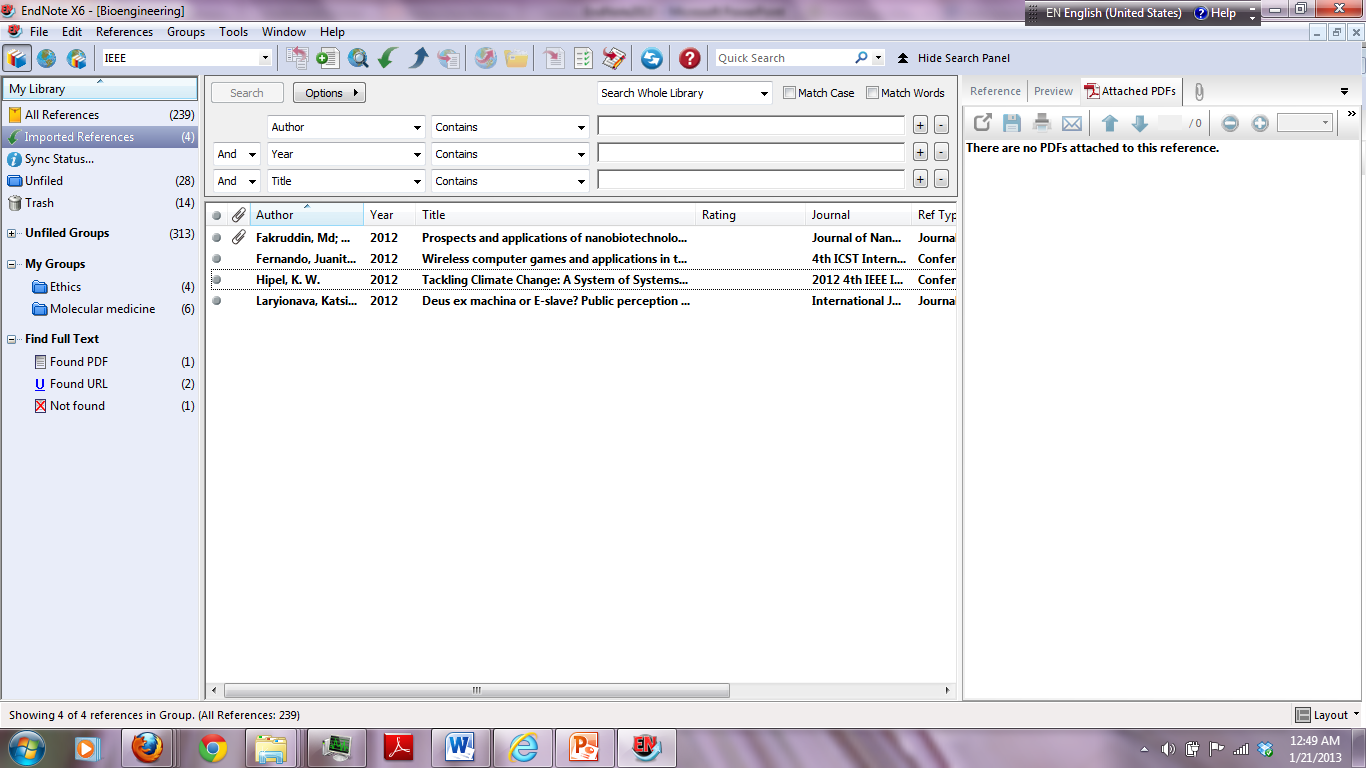 EndNote X6 - [Bioengineering]
EN English (United States) Help
File Edit References Groups Tools Window Help
IEEE Quick Search Hide Search Panel
My Library
All References (239)
Imported References (4)
Sync Status...
Unfiled (28)
Trash (14)
Unfiled Groups (313)
My Groups
Ethics (4)
Molecular medicine (6)
Find Full Text
Found PDF (1)
Found URL (2)
Not found (1)
Search Options Search Whole Library Match Case Match Words
Author Contains + -
And Year Contains + -
And Title Contains + -
Author Year Title Rating Journal Ref Typ
Fakruddin, Md; ... 2012 Prospects and applications of nanobiotechnolo... Journal of Nan... Journa
Fernando, Juanit... 2012 Wireless computer games and applications in t... 4th ICST Intern... Confer
Hipel, K. W. 2012 Tackling Climate Change: A System of Systems... 2012 4th IEEE I... Confer
Laryionava, Katsi... 2012 Deus ex machina or E-slave? Public perception ... International J... Journa
Reference Preview Attached PDFs
/ 0 »
There are no PDFs attached to this reference.
Showing 4 of 4 references in Group. (All References: 239) Layout
12:49 AM
1/21/2013